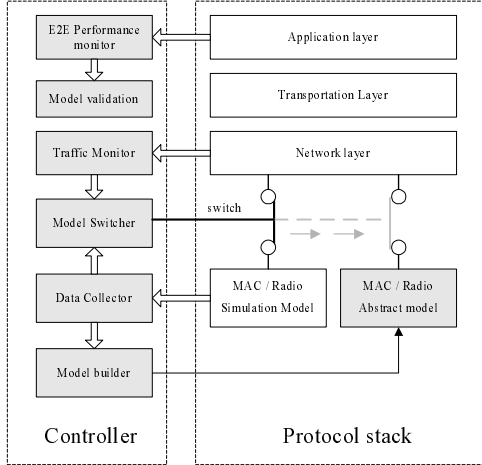 E2E Performance
monitor
Application layer
Model validation
Transportation Layer
Traffic Monitor
Network layer
Model Switcher
switch
Data Collector
MAC / Radio
Simulation Model
MAC / Radio
Abstract model
Model builder
Controller
Protocol stack